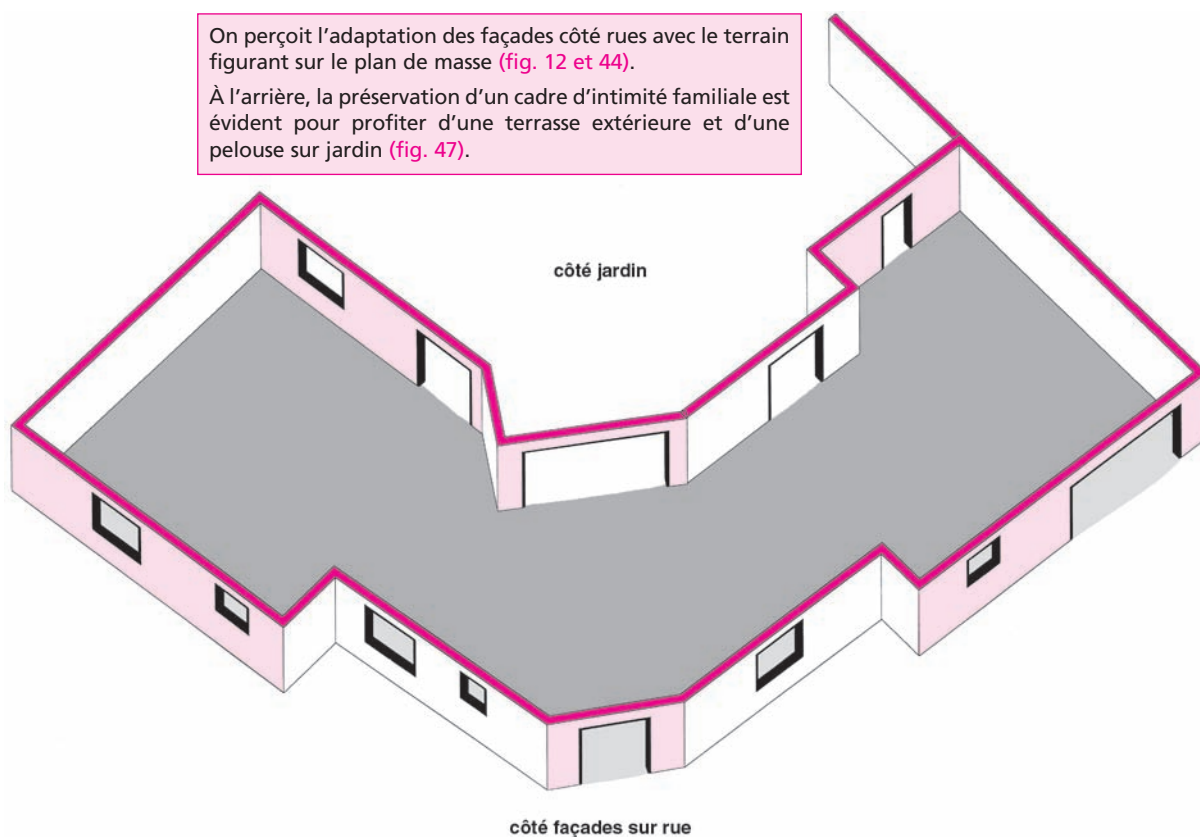 On perçoit l’adaptation des façades côté rues avec le terrain
figurant sur le plan de masse (fig. 12 et 44).
À l’arrière, la préservation d’un cadre d’intimité familiale est
évident pour profiter d’une terrasse extérieure et d’une
pelouse sur jardin (fig. 47).
côté jardin
côté façades sur rue